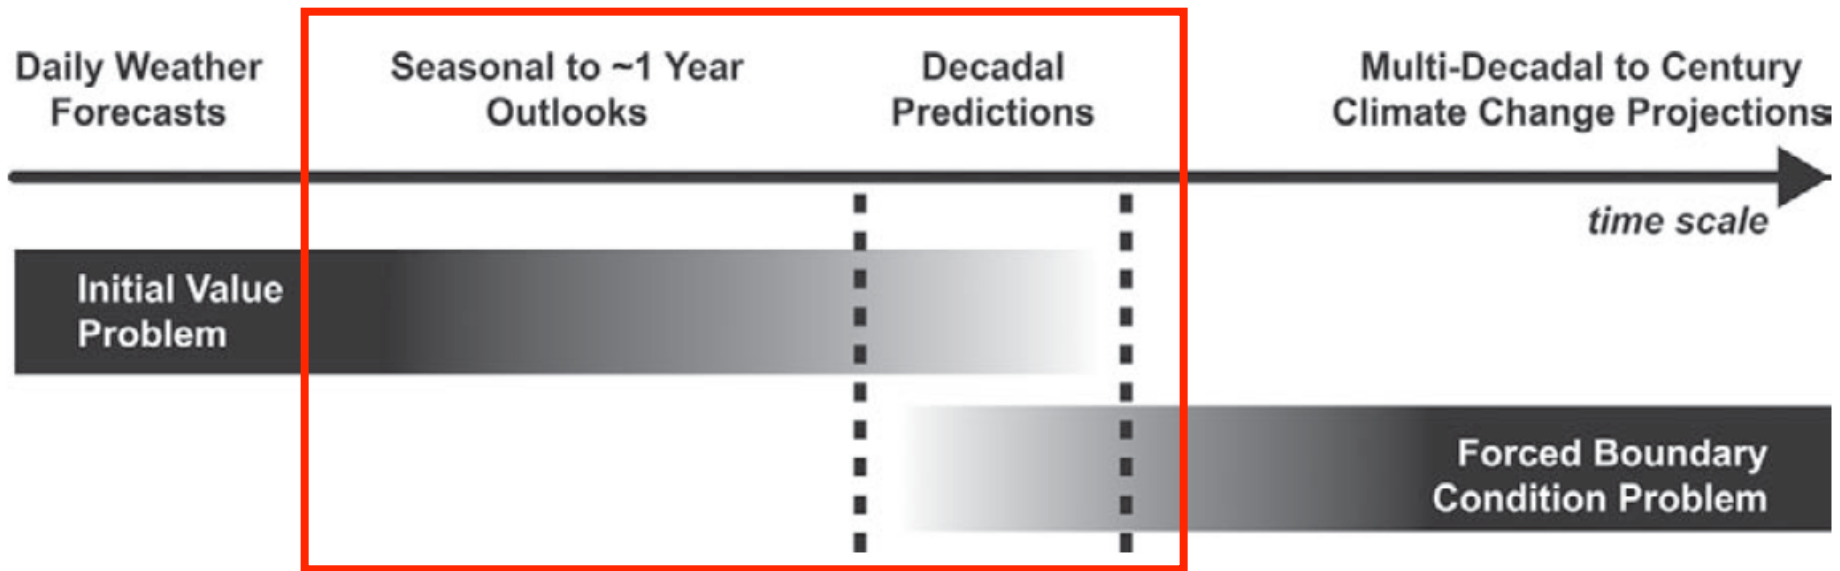 Daily Weather
Forecasts
Seasonal to ~1 Year
Outlooks
Decadal
Predictions
Multi-Decadal to Century
Climate Change Projections
time scale
Initial Value
Problem
Forced Boundary
Condition Problem